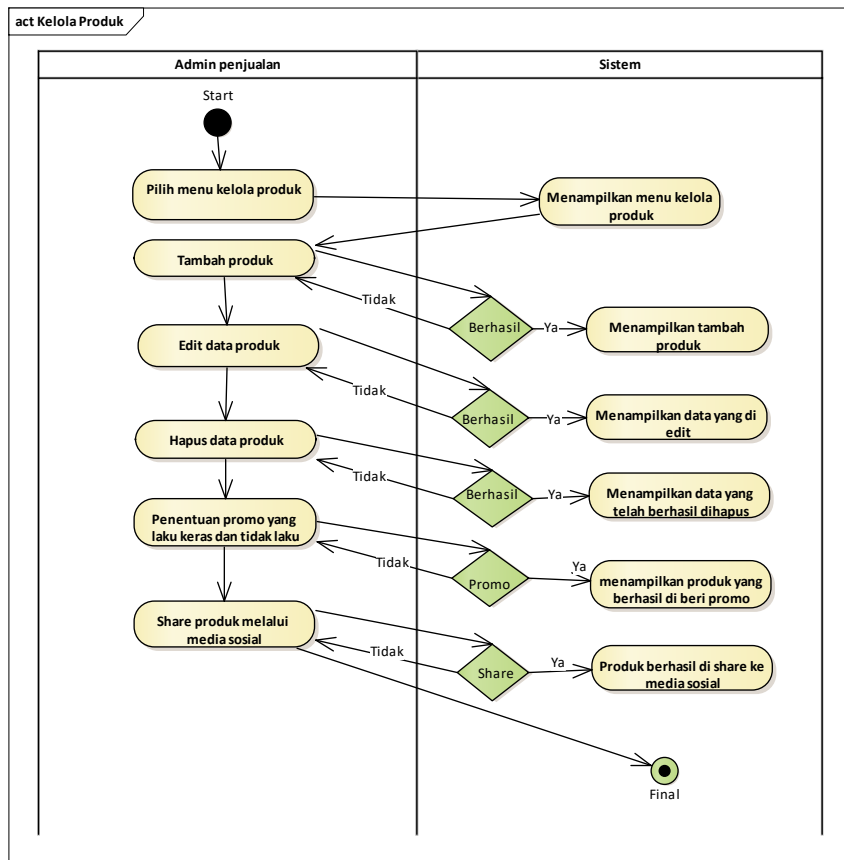 act Kelola Produk
Admin penjualan
Sistem
Start
Pilih menu kelola produk
Menampilkan menu kelola
produk
Tambah produk
Tidak
Berhasil
Ya
Menampilkan tambah
produk
Edit data produk
Tidak
Berhasil
Ya
Menampilkan data yang di
edit
Hapus data produk
Tidak
Berhasil
Ya
Menampilkan data yang
telah berhasil dihapus
Penentuan promo yang
laku keras dan tidak laku
Tidak
Promo
Ya
menampilkan produk yang
berhasil di beri promo
Share produk melalui
media sosial
Tidak
Share
Ya
Produk berhasil di share ke
media sosial
Final